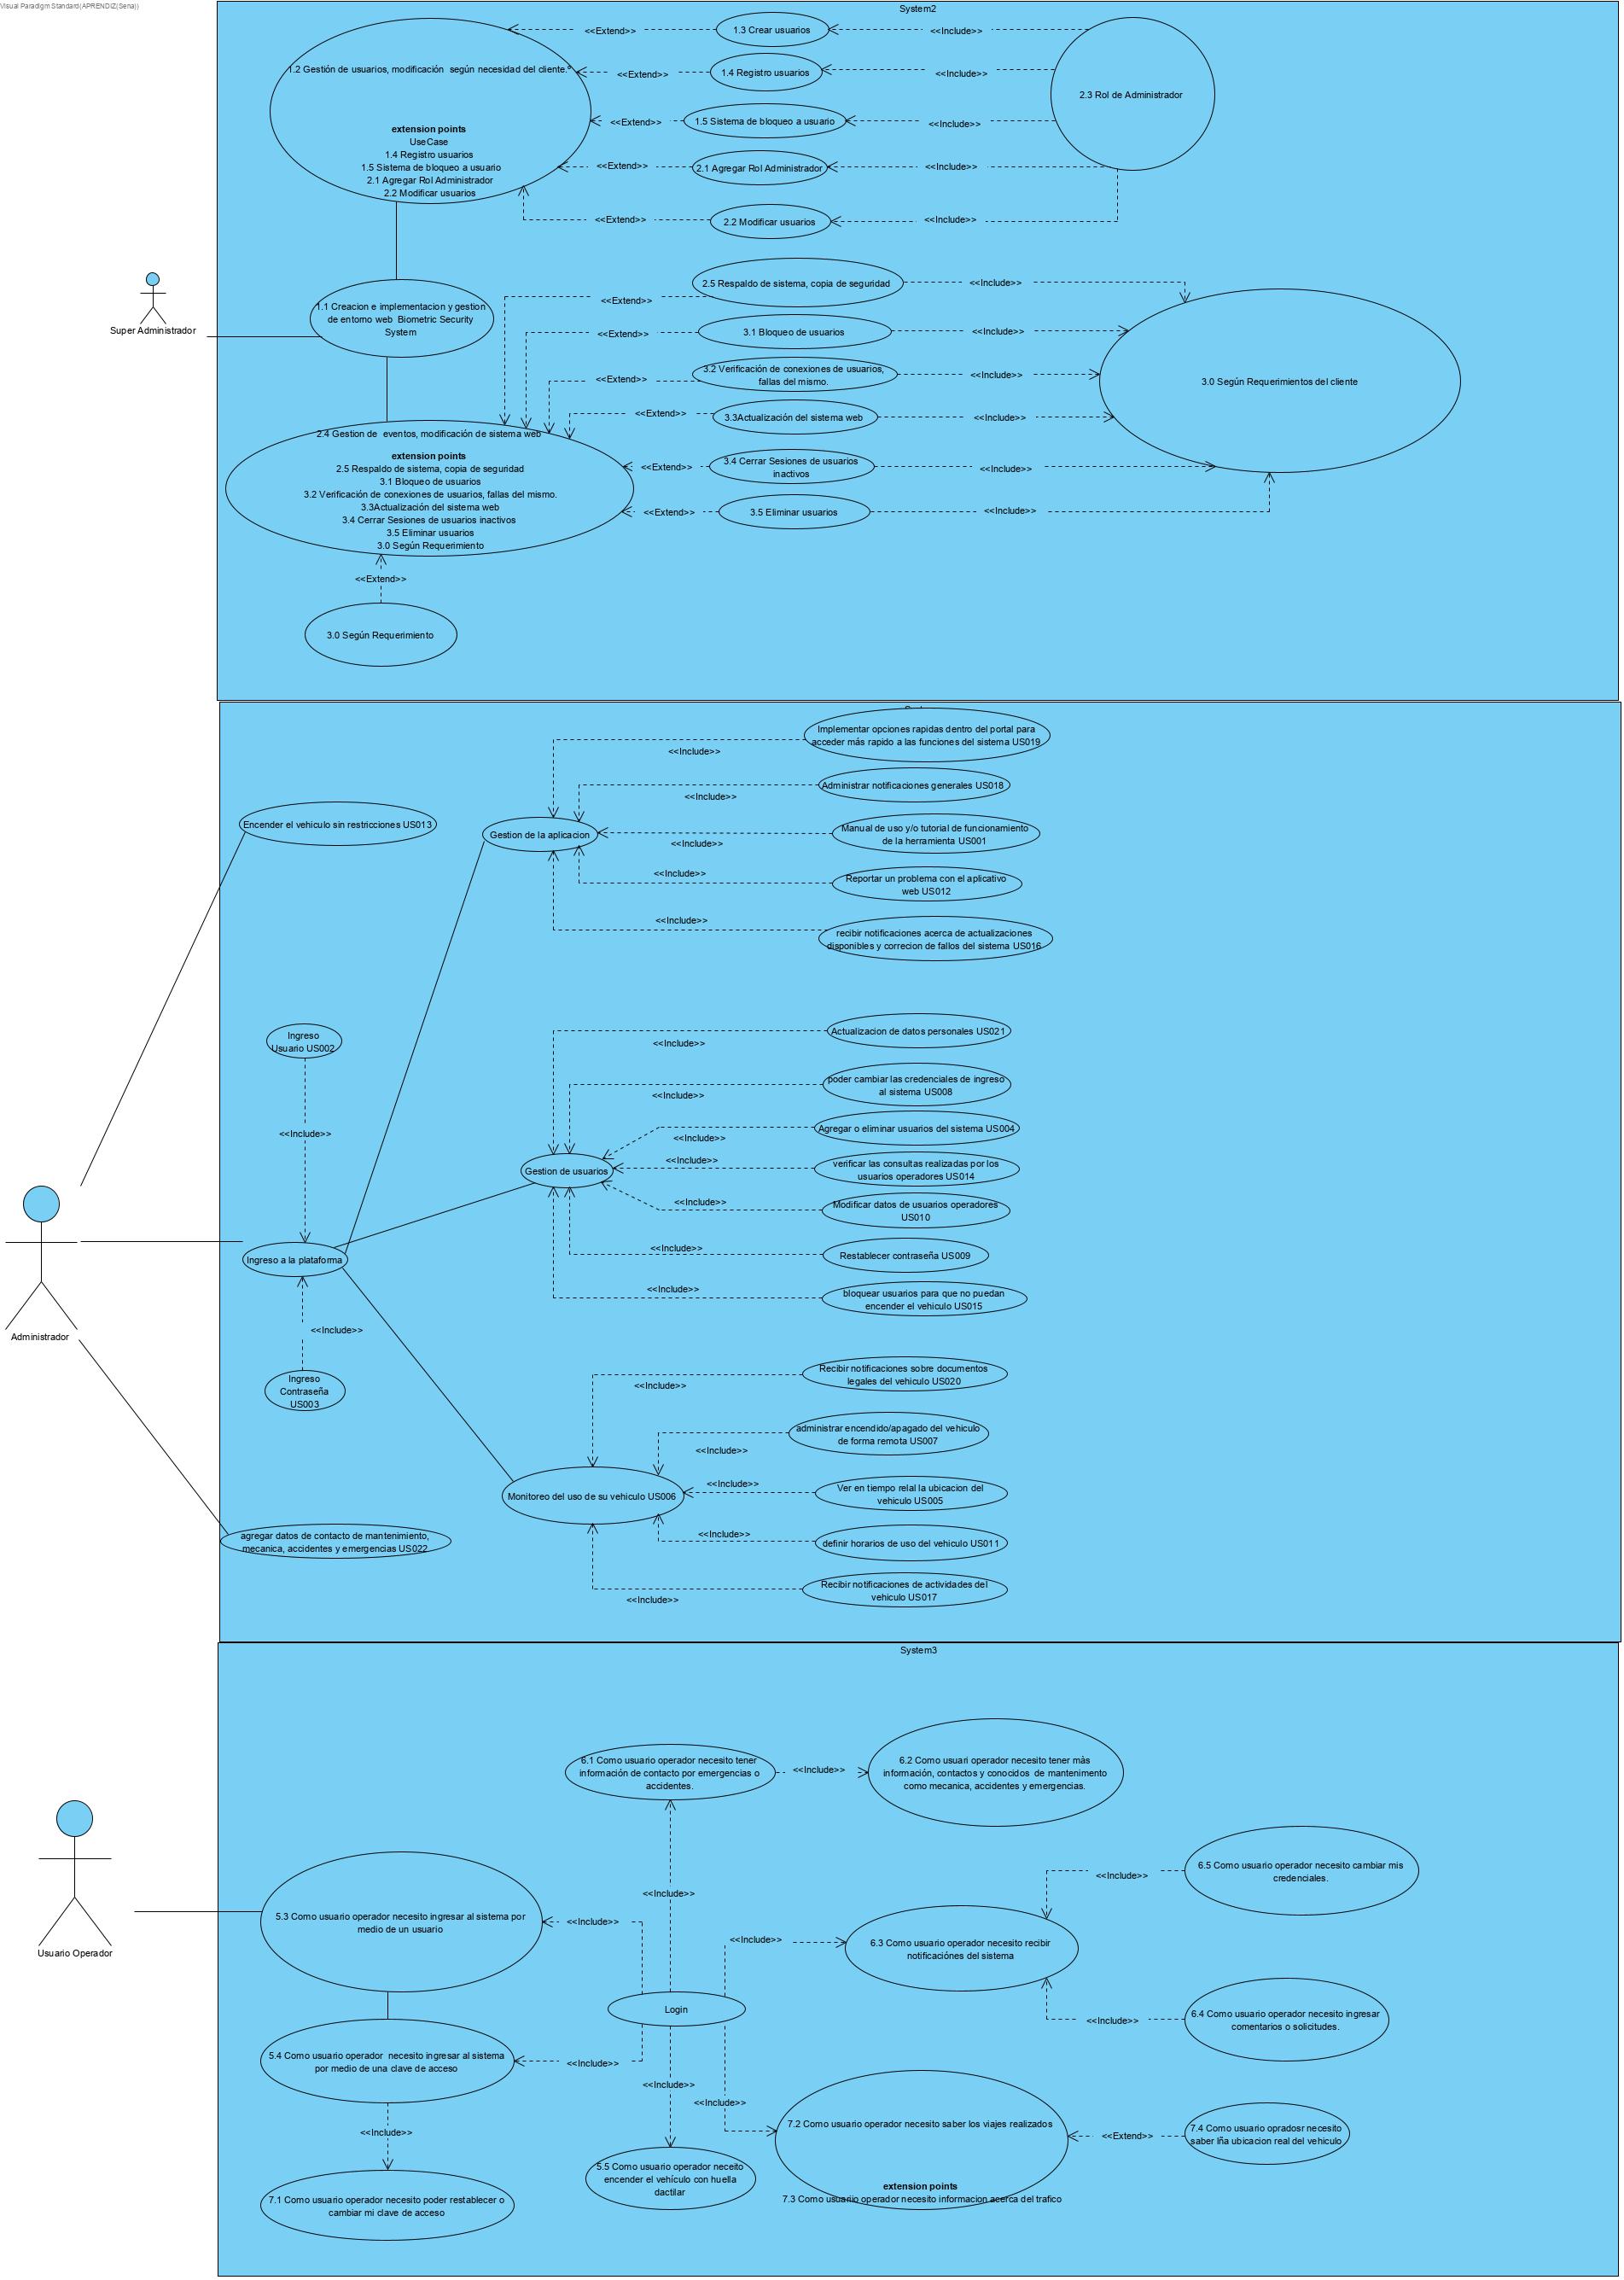 Visual Paradigm Standard(APRENDIZ(Sena))
System2
1.2 Gestión de usuarios, modificación  según necesidad del cliente.*
extension points
UseCase
1.4 Registro usuarios
1.5 Sistema de bloqueo a usuario
2.1 Agregar Rol Administrador
2.2 Modificar usuarios
<<Extend>>
1.3 Crear usuarios
<<Include>>
<<Extend>>
1.4 Registro usuarios
<<Include>>
2.3 Rol de Administrador
<<Extend>>
1.5 Sistema de bloqueo a usuario
<<Include>>
<<Extend>>
2.1 Agregar Rol Administrador
<<Include>>
<<Extend>>
2.2 Modificar usuarios
<<Include>>
Super Administrador
1.1 Creacion e implementacion y gestion
de entorno web  Biometric Security
System
<<Extend>>
2.5 Respaldo de sistema, copia de seguridad
<<Include>>
<<Extend>>
3.1 Bloqueo de usuarios
<<Include>>
<<Extend>>
3.2 Verificación de conexiones de usuarios,
fallas del mismo.
<<Include>>
3.0 Según Requerimientos del cliente
<<Extend>>
3.3Actualización del sistema web
<<Include>>
2.4 Gestion de  eventos, modificación de sistema web
extension points
2.5 Respaldo de sistema, copia de seguridad
3.1 Bloqueo de usuarios
3.2 Verificación de conexiones de usuarios, fallas del mismo.
3.3Actualización del sistema web
3.4 Cerrar Sesiones de usuarios inactivos
3.5 Eliminar usuarios
3.0 Según Requerimiento
<<Extend>>
3.4 Cerrar Sesiones de usuarios
inactivos
<<Include>>
<<Extend>>
3.5 Eliminar usuarios
<<Include>>
<<Extend>>
3.0 Según Requerimiento
Implementar opciones rapidas dentro del portal para
acceder más rapido a las funciones del sistema US019
<<Include>>
Administrar notificaciones generales US018
<<Include>>
Encender el vehiculo sin restricciones US013
Gestion de la aplicacion
Manual de uso y/o tutorial de funcionamiento
de la herramienta US001
<<Include>>
Reportar un problema con el aplicativo
web US012
<<Include>>
<<Include>>
recibir notificaciones acerca de actualizaciones
disponibles y correcion de fallos del sistema US016
Ingreso
Usuario US002
<<Include>>
Actualizacion de datos personales US021
<<Include>>
poder cambiar las credenciales de ingreso
al sistema US008
<<Include>>
Agregar o eliminar usuarios del sistema US004
<<Include>>
Gestion de usuarios
<<Include>>
verificar las consultas realizadas por los
usuarios operadores US014
<<Include>>
Modificar datos de usuarios operadores
US010
<<Include>>
Restablecer contraseña US009
<<Include>>
bloquear usuarios para que no puedan
encender el vehiculo US015
Ingreso a la plataforma
Administrador
<<Include>>
Ingreso
Contraseña
US003
Recibir notificaciones sobre documentos
legales del vehiculo US020
<<Include>>
administrar encendido/apagado del vehiculo
de forma remota US007
<<Include>>
Monitoreo del uso de su vehiculo US006
<<Include>>
Ver en tiempo relal la ubicacion del
vehiculo US005
<<Include>>
definir horarios de uso del vehiculo US011
agregar datos de contacto de mantenimiento,
mecanica, accidentes y emergencias US022
Recibir notificaciones de actividades del
vehiculo US017
<<Include>>
System3
6.1 Como usuario operador necesito tener
información de contacto por emergencias o
accidentes.
<<Include>>
6.2 Como usuari operador necesito tener màs
información, contactos y conocidos  de mantenimento
como mecanica, accidentes y emergencias.
6.5 Como usuario operador necesito cambiar mis
credenciales.
<<Include>>
<<Include>>
Usuario Operador
5.3 Como usuario operador necesito ingresar al sistema por
medio de un usuario
<<Include>>
<<Include>>
6.3 Como usuario operador necesito recibir
notificaciónes del sistema
Login
6.4 Como usuario operador necesito ingresar
comentarios o solicitudes.
<<Include>>
5.4 Como usuario operador  necesito ingresar al sistema
por medio de una clave de acceso
<<Include>>
<<Include>>
<<Include>>
<<Include>>
7.2 Como usuario operador necesito saber los viajes realizados
extension points
7.3 Como usuariio operador necesito informacion acerca del trafico
<<Extend>>
7.4 Como usuario opradosr necesito
saber lña ubicacion real del vehiculo
5.5 Como usuario operador neceito
encender el vehículo con huella
dactilar
7.1 Como usuario operador necesito poder restablecer o
cambiar mi clave de acceso